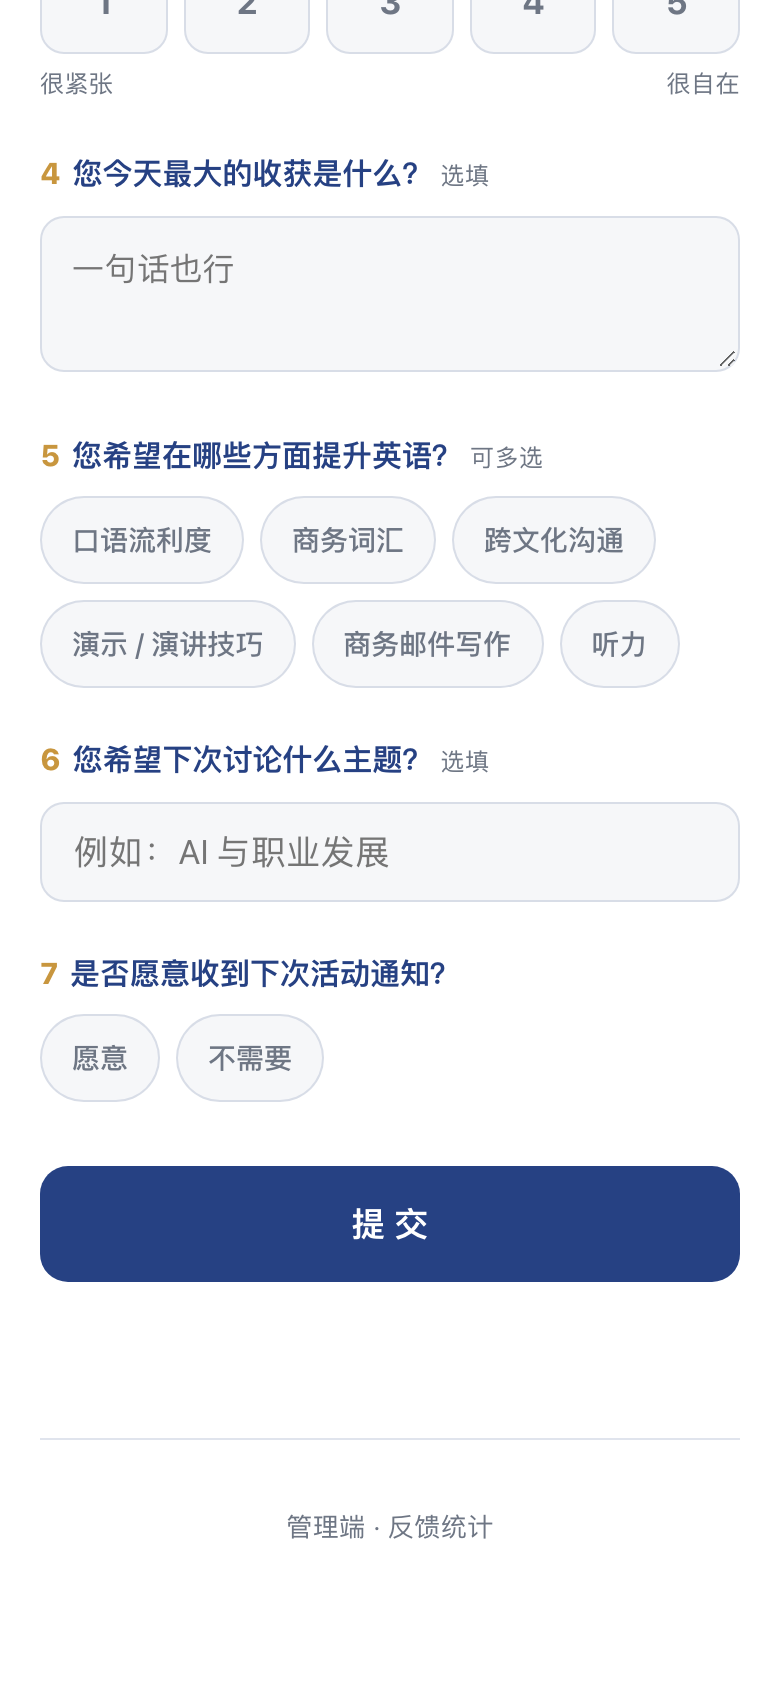 1 2 3 4 5
很紧张 很自在
4 您今天最大的收获是什么? 选填
一句话也行
5 您希望在哪些方面提升英语? 可多选
口语流利度 商务词汇 跨文化沟通
演示 / 演讲技巧 商务邮件写作 听力
6 您希望下次讨论什么主题? 选填
例如：AI 与职业发展
7 是否愿意收到下次活动通知?
愿意 不需要
提 交
管理端 · 反馈统计